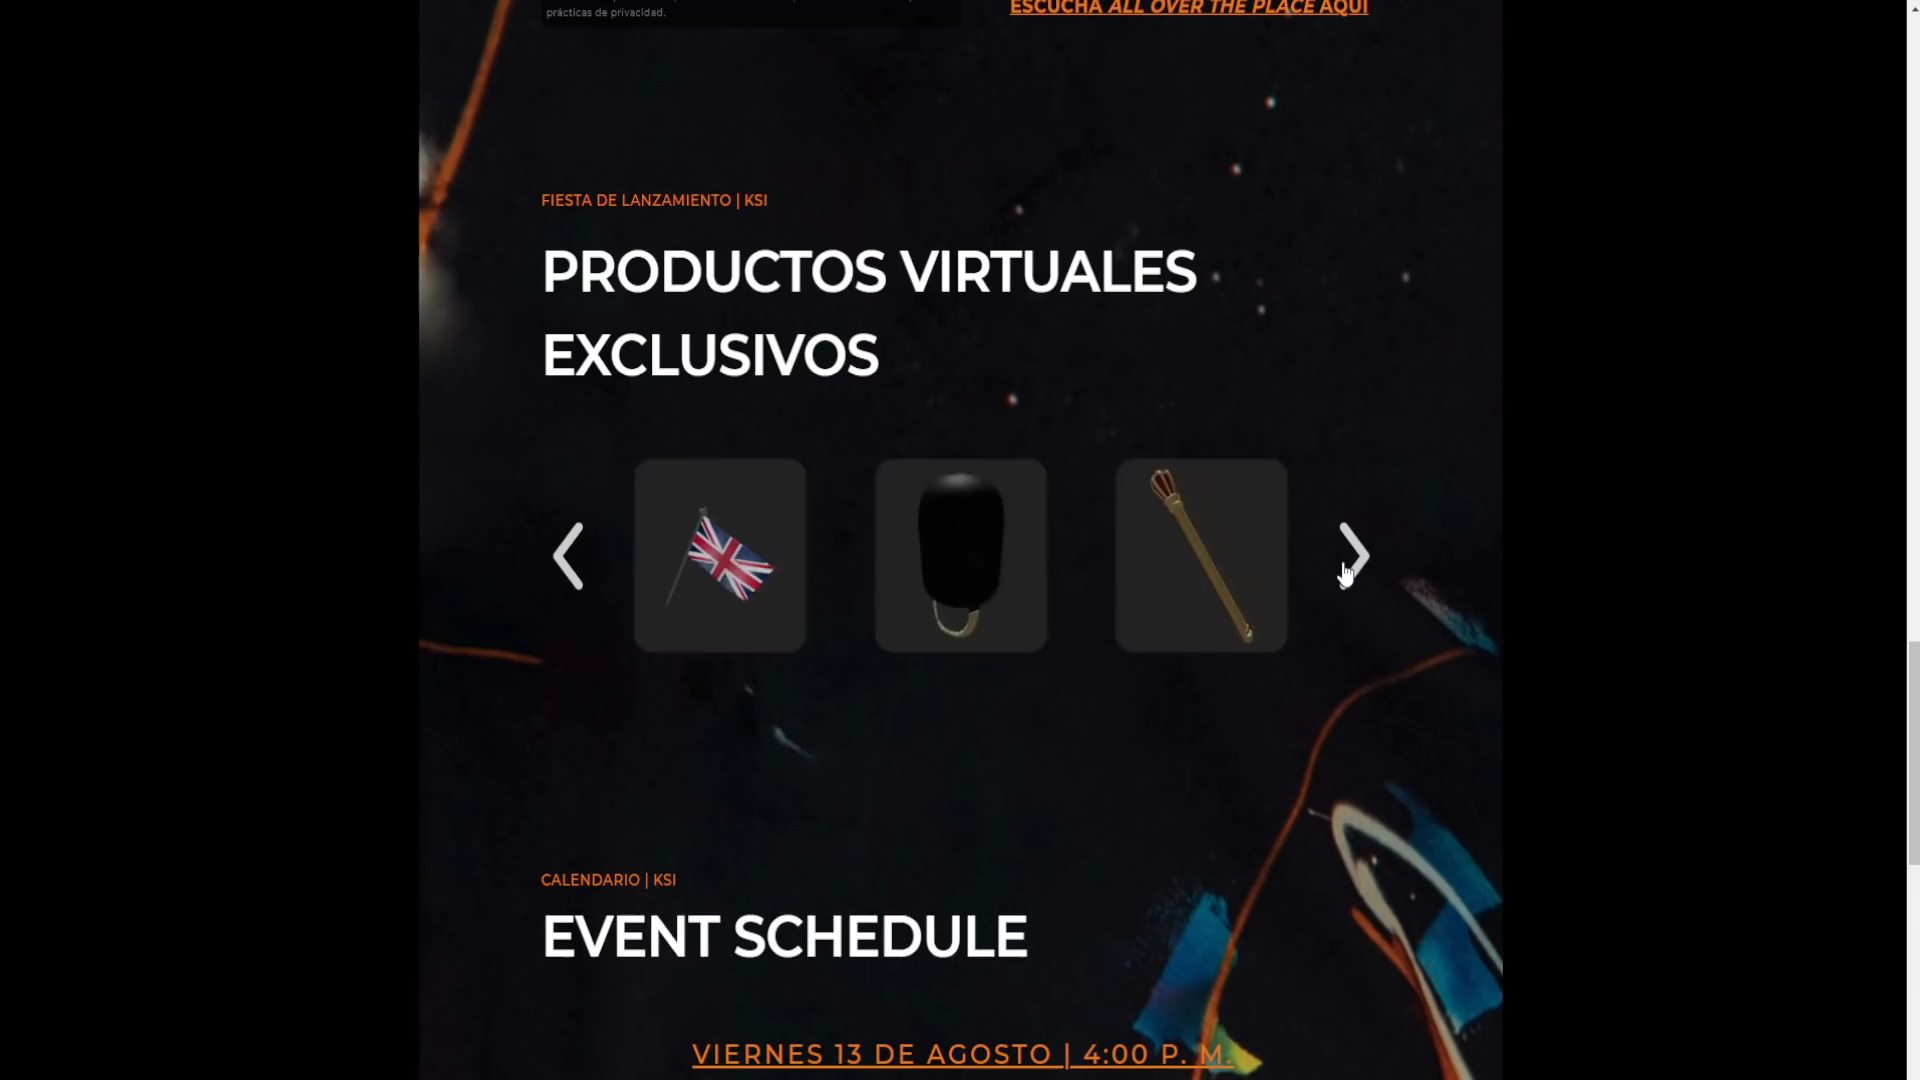 prácticas de privacidad.
ESCUCHA ALL OVER THE PLACE AQUÍ
FIESTA DE LANZAMIENTO | KSI
PRODUCTOS VIRTUALES
EXCLUSIVOS
CALENDARIO | KSI
EVENT SCHEDULE
VIERNES 13 DE AGOSTO | 4:00 P. M.